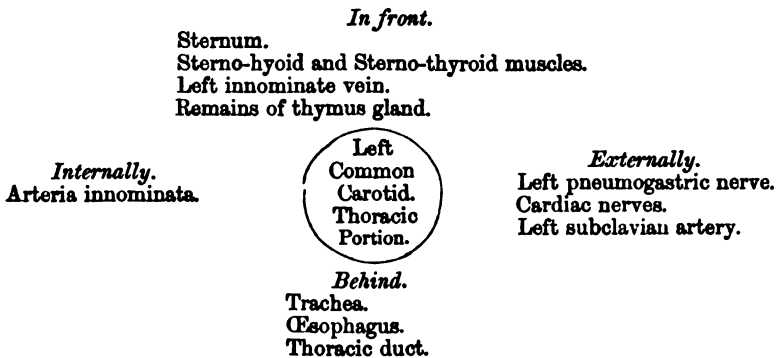 In front.
Sternum.
Sterno-hyoid and Sterno-thyroid muscles.
Left innominate vein.
Remains of thymus gland.
Internally.
Arteria innominata.
Left
Common
Carotid.
Thoracic
Portion.
Externally.
Left pneumogastric nerve.
Cardiac nerves.
Left subclavian artery.
Behind.
Trachea.
Œsophagus.
Thoracic duct.